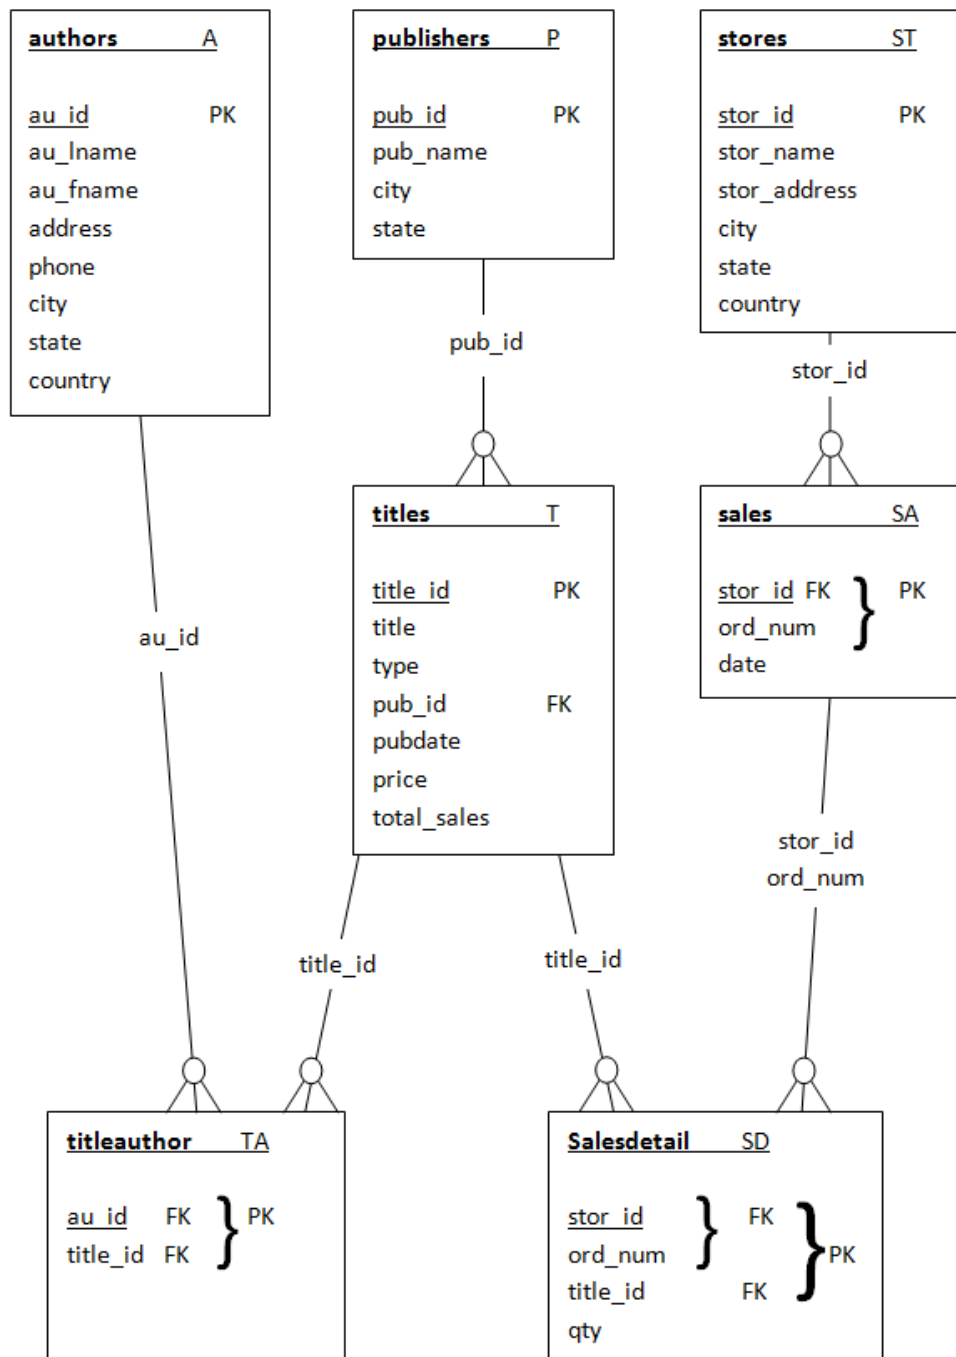 authors A
au_id PK
au_lname
au_fname
address
phone
city
state
country
publishers P
pub_id PK
pub_name
city
state
stores ST
stor_id PK
stor_name
stor_address
city
state
country
pub_id
stor_id
au_id
titles T
title_id PK
title
type
pub_id FK
pubdate
price
total_sales
sales SA
stor_id FK } PK
ord_num
date
stor_id
ord_num
title_id
title_id
titleauthor TA
au_id FK } PK
title_id FK
Salesdetail SD
stor_id } FK
ord_num } PK
title_id FK
qty